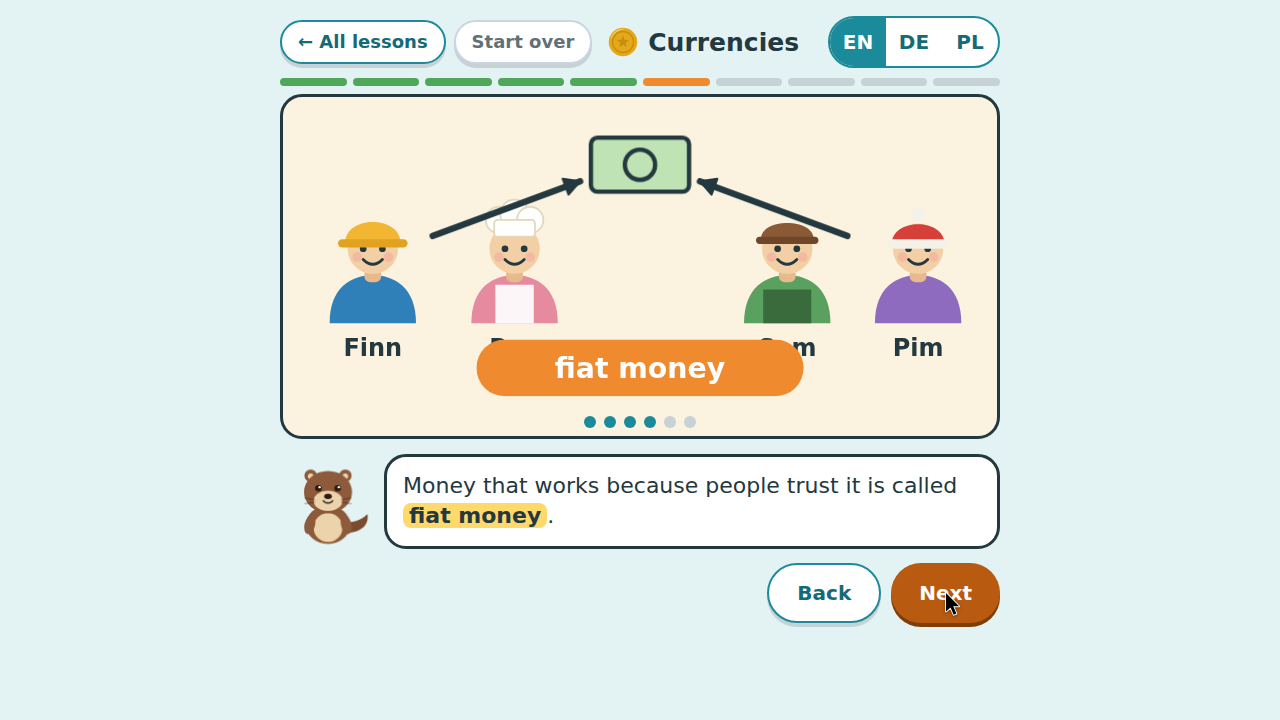 ← All lessons
Start over
Currencies
EN
DE
PL
Finn
Pim
fiat money
Money that works because people trust it is called
fiat money.
Back
Next